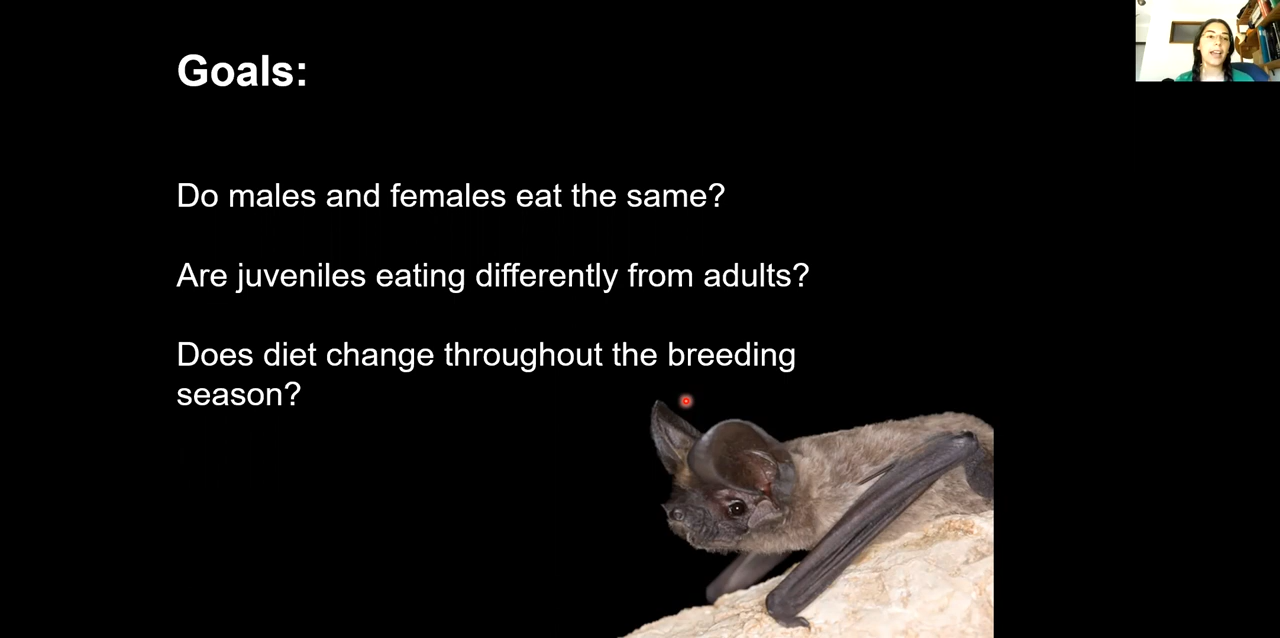 Goals:
Do males and females eat the same?
Are juveniles eating differently from adults?
Does diet change throughout the breeding
season?